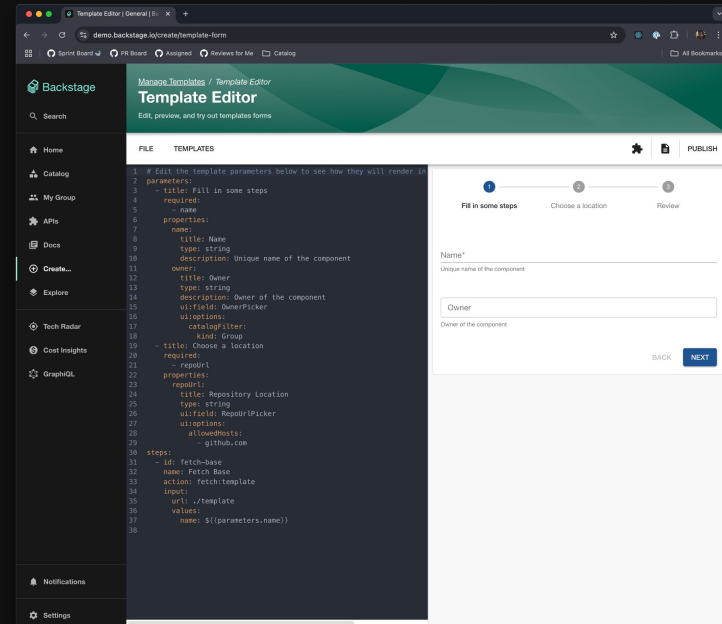 Template Editor | General | Ba
demo.backstage.io/create/template-form
Sprint Board
PR Board
Assigned
Reviews for Me
Catalog
All Bookmarks
Backstage
Search
Home
Catalog
My Group
APIs
Docs
Create...
Explore
Tech Radar
Cost Insights
GraphiQL
Notifications
Settings
Manage Templates / Template Editor
Template Editor
Edit, preview, and try out templates forms
FILE TEMPLATES
PUBLISH
1 # Edit the template parameters below to see how they will render in
2 parameters:
3   - title: Fill in some steps
4     required:
5       - name
6     properties:
7       name:
8         title: Name
9         type: string
10         description: Unique name of the component
11       owner:
12         title: Owner
13         type: string
14         description: Owner of the component
15         ui:field: OwnerPicker
16         ui:options:
17           catalogFilter:
18             kind: Group
19   - title: Choose a location
20     required:
21       - repoUrl
22     properties:
23       repoUrl:
24         title: Repository Location
25         type: string
26         ui:field: RepoUrlPicker
27         ui:options:
28           allowedHosts:
29             - github.com
30 steps:
31   - id: fetch-base
32     name: Fetch Base
33     action: fetch:template
34     input:
35       url: ./template
36       values:
37         name: ${{parameters.name}}
38
1 2 3
Fill in some steps Choose a location Review
Name*
Unique name of the component
Owner
Owner of the component
BACK NEXT